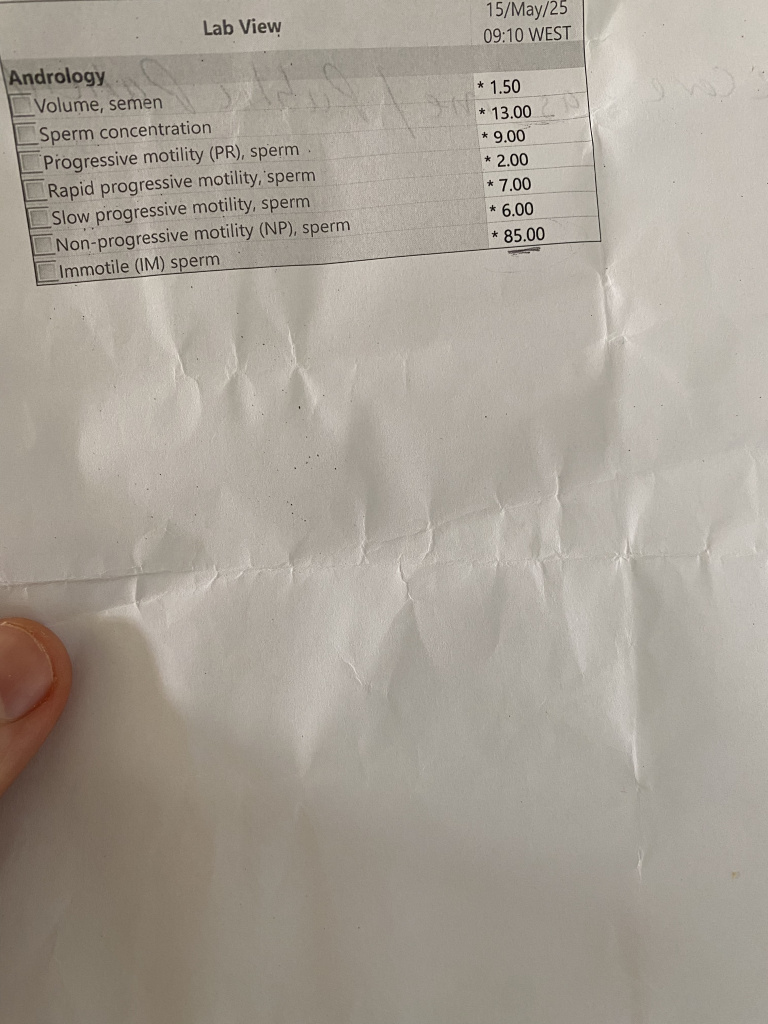 Lab View
15/May/25
09:10 WEST
Andrology
Volume, semen * 1.50
Sperm concentration * 13.00
Progressive motility (PR), sperm * 9.00
Rapid progressive motility, sperm * 2.00
Slow progressive motility, sperm * 7.00
Non-progressive motility (NP), sperm * 6.00
Immotile (IM) sperm * 85.00